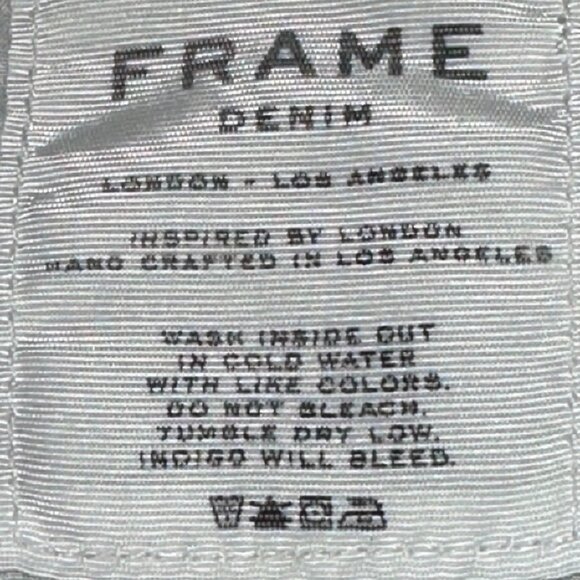 FRAME
DENIM
LONDON - LOS ANGELES
INSPIRED BY LONDON
HAND CRAFTED IN LOS ANGELES
WASH INSIDE OUT
IN COLD WATER
WITH LIKE COLORS.
DO NOT BLEACH.
TUMBLE DRY LOW.
INDIGO WILL BLEED.